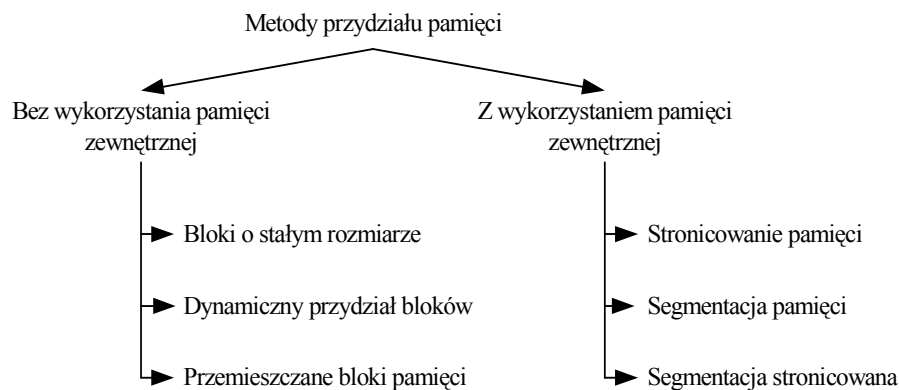 Metody przydziału pamięci
Bez wykorzystania pamięci
zewnętrznej
Z wykorzystaniem pamięci
zewnętrznej
Bloki o stałym rozmiarze
Dynamiczny przydział bloków
Przemieszczane bloki pamięci
Stronicowanie pamięci
Segmentacja pamięci
Segmentacja stronicowana